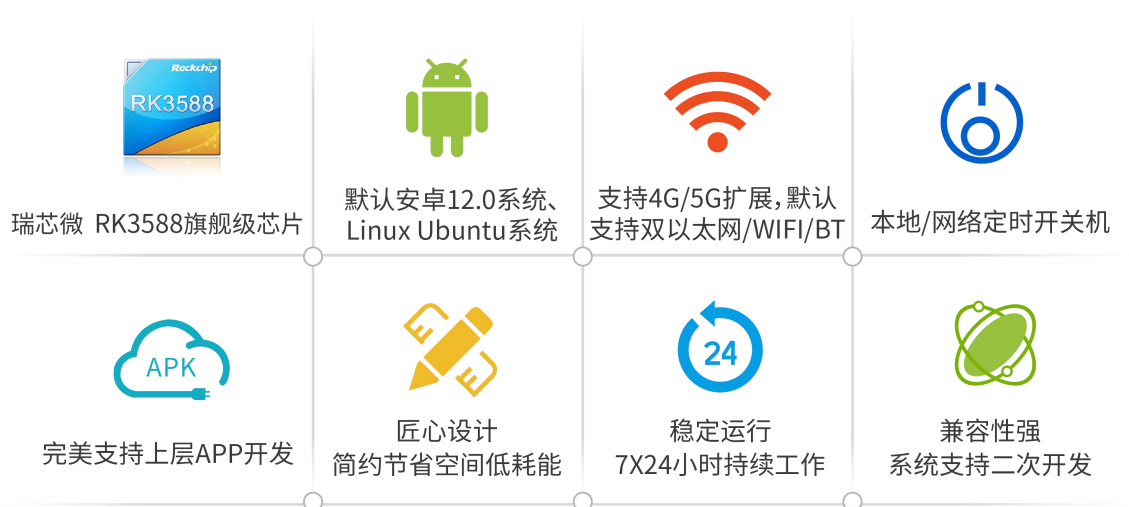 Rockchip
RK3588
瑞芯微 RK3588旗舰级芯片
默认安卓12.0系统、
Linux Ubuntu系统
支持4G/5G扩展，默认
支持双以太网/WIFI/BT
本地/网络定时开关机
APK
完美支持上层APP开发
匠心设计
简约节省空间低耗能
24
稳定运行
7X24小时持续工作
兼容性强
系统支持二次开发